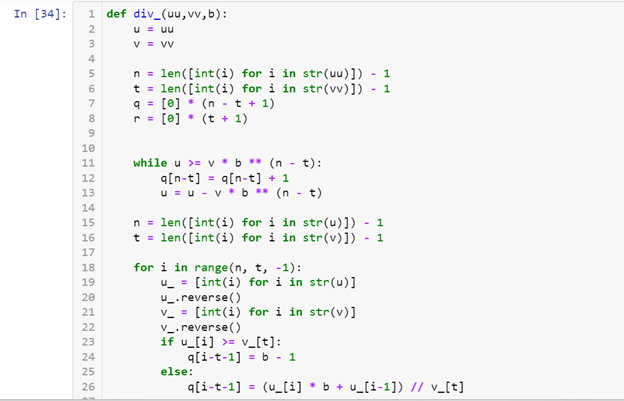 In [34]:
1 def div_(uu,vv,b):
2     u = uu
3     v = vv
4
5     n = len([int(i) for i in str(uu)]) - 1
6     t = len([int(i) for i in str(vv)]) - 1
7     q = [0] * (n - t + 1)
8     r = [0] * (t + 1)
9
10
11     while u >= v * b ** (n - t):
12         q[n-t] = q[n-t] + 1
13         u = u - v * b ** (n - t)
14
15     n = len([int(i) for i in str(u)]) - 1
16     t = len([int(i) for i in str(v)]) - 1
17
18     for i in range(n, t, -1):
19         u_ = [int(i) for i in str(u)]
20         u_.reverse()
21         v_ = [int(i) for i in str(v)]
22         v_.reverse()
23         if u_[i] >= v_[t]:
24             q[i-t-1] = b - 1
25         else:
26             q[i-t-1] = (u_[i] * b + u_[i-1]) // v_[t]